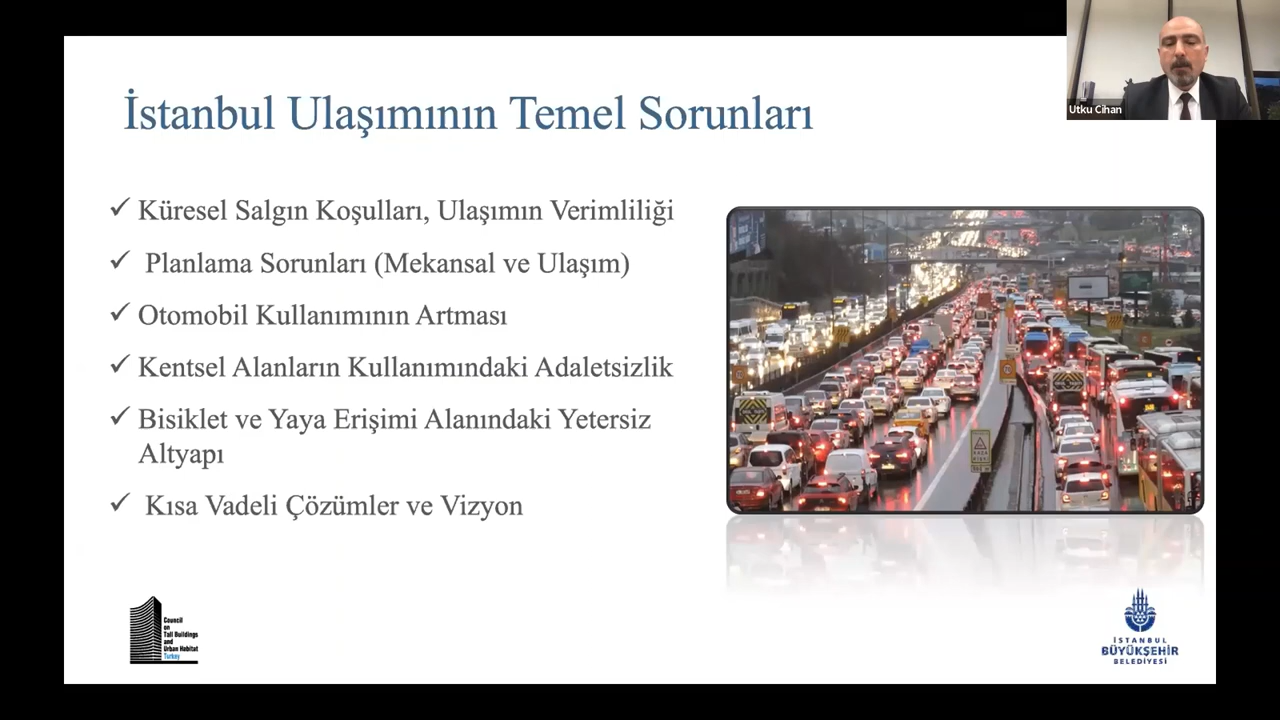 İstanbul Ulaşımının Temel Sorunları
Utku Cihan
✓ Küresel Salgın Koşulları, Ulaşımın Verimliliği
✓ Planlama Sorunları (Mekansal ve Ulaşım)
✓ Otomobil Kullanımının Artması
✓ Kentsel Alanların Kullanımındaki Adaletsizlik
✓ Bisiklet ve Yaya Erişimi Alanındaki Yetersiz
Altyapı
✓ Kısa Vadeli Çözümler ve Vizyon
Council
on
Tall Buildings
and
Urban Habitat
Turkey
İSTANBUL
BÜYÜKŞEHİR
BELEDİYESİ